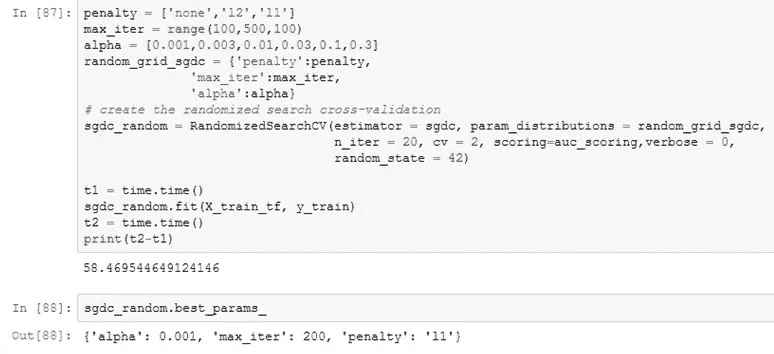 In [87]: penalty = ['none','l2','l1']
max_iter = range(100,500,100)
alpha = [0.001,0.003,0.01,0.03,0.1,0.3]
random_grid_sgdc = {'penalty':penalty,
'max_iter':max_iter,
'alpha':alpha}
# create the randomized search cross-validation
sgdc_random = RandomizedSearchCV(estimator = sgdc, param_distributions = random_grid_sgdc,
n_iter = 20, cv = 2, scoring=auc_scoring,verbose = 0,
random_state = 42)
t1 = time.time()
sgdc_random.fit(X_train_tf, y_train)
t2 = time.time()
print(t2-t1)
58.469544649124146
In [88]: sgdc_random.best_params_
Out[88]: {'alpha': 0.001, 'max_iter': 200, 'penalty': 'l1'}